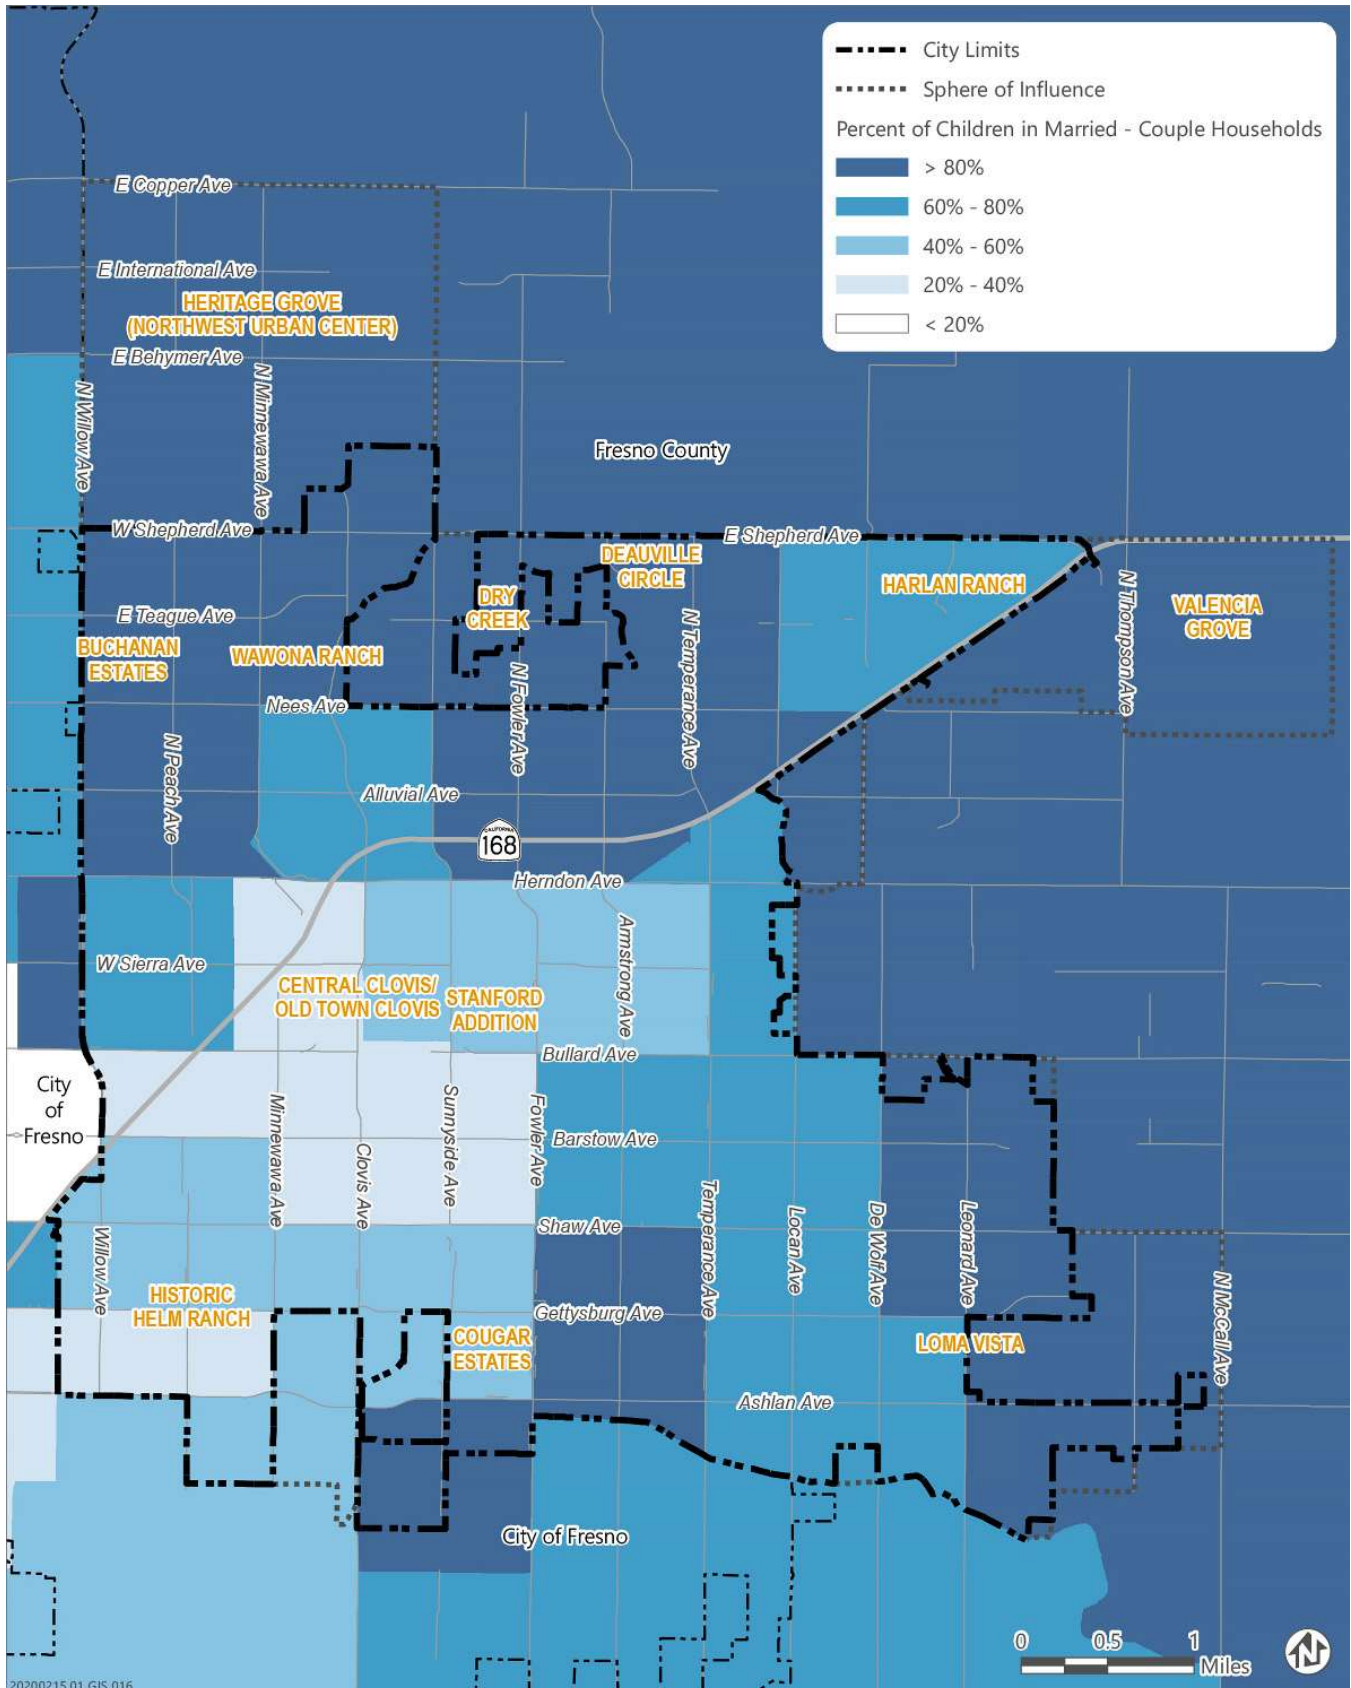 City Limits
Sphere of Influence
Percent of Children in Married - Couple Households
> 80%
60% - 80%
40% - 60%
20% - 40%
< 20%
E Copper Ave
E International Ave
HERITAGE GROVE
(NORTHWEST URBAN CENTER)
E Behymer Ave
N Willow Ave
N Minnewawa Ave
Fresno County
W Shepherd Ave
E Shepherd Ave
DEAUVILLE
CIRCLE
HARLAN RANCH
DRY
CREEK
N Thompson Ave
VALENCIA
GROVE
E Teague Ave
BUCHANAN
ESTATES
WAWONA RANCH
N Temperance Ave
N Fowler Ave
Nees Ave
N Peach Ave
Alluvial Ave
CALIFORNIA
168
Herndon Ave
Armstrong Ave
W Sierra Ave
CENTRAL CLOVIS/
OLD TOWN CLOVIS
STANFORD
ADDITION
Bullard Ave
City
of
Fresno
Minnewawa Ave
Clovis Ave
Sunnyside Ave
Fowler Ave
Barstow Ave
Temperance Ave
Locan Ave
De Wolf Ave
Leonard Ave
Shaw Ave
Willow Ave
HISTORIC
HELM RANCH
Gettysburg Ave
COUGAR
ESTATES
LOMA VISTA
N Mccall Ave
Ashlan Ave
City of Fresno
0 0.5 1
Miles
N
20200215.01 GIS 016